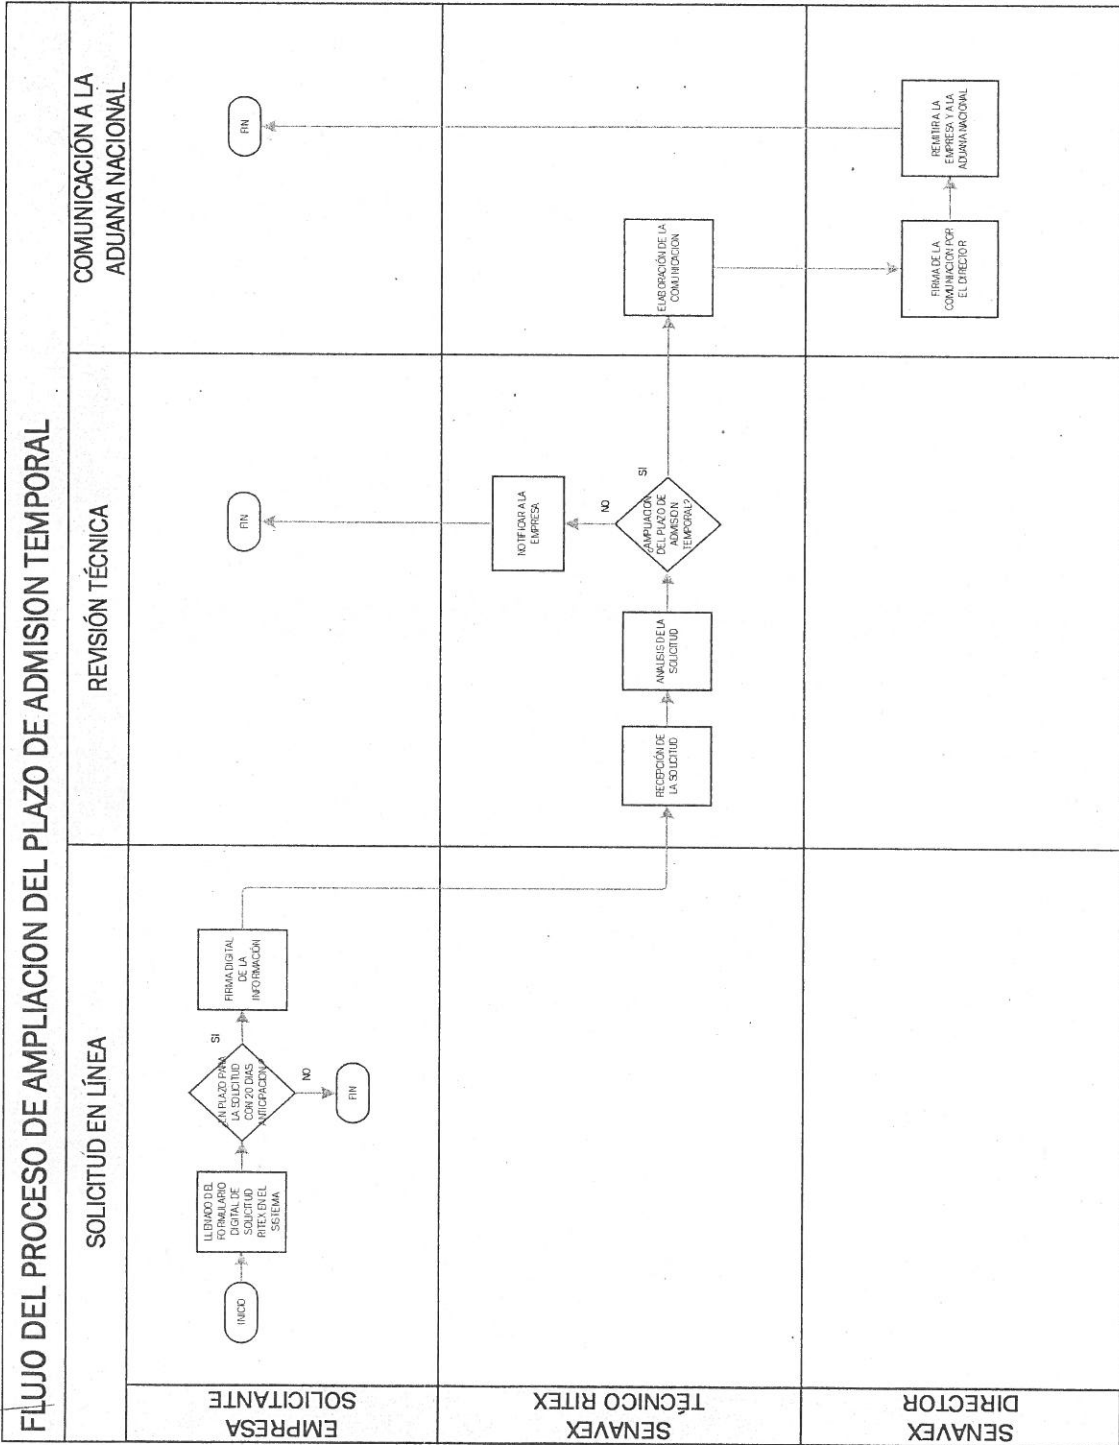 FLUJO DEL PROCESO DE AMPLIACION DEL PLAZO DE ADMISION TEMPORAL
SOLICITUD EN LÍNEA
REVISIÓN TÉCNICA
COMUNICACIÓN A LA
ADUANA NACIONAL
EMPRESA
SOLICITANTE
INICIO
LLENADO DEL
FORMULARIO
DIGITAL DE
SOLICITUD
RITEX EN EL
SISTEMA
¿EN PLAZO PARA
LA SOLICITUD
CON 20 DIAS
ANTICIPACION?
SI
NO
FIN
FIRMA DIGITAL
DE LA
INFORMACIÓN
FIN
FIN
SENAVEX
TÉCNICO RITEX
RECEPCIÓN DE
LA SOLICITUD
ANALISIS DE LA
SOLICITUD
¿AMPLIACION
DEL PLAZO DE
ADMISION
TEMPORAL?
NO
SI
NOTIFICAR A LA
EMPRESA
ELABORACIÓN DE LA
COMUNICACION
SENAVEX
DIRECTOR
FIRMA DE LA
COMUNIACION POR
EL DIRECTOR
REMITIR A LA
EMPRESA Y A LA
ADUANA NACIONAL